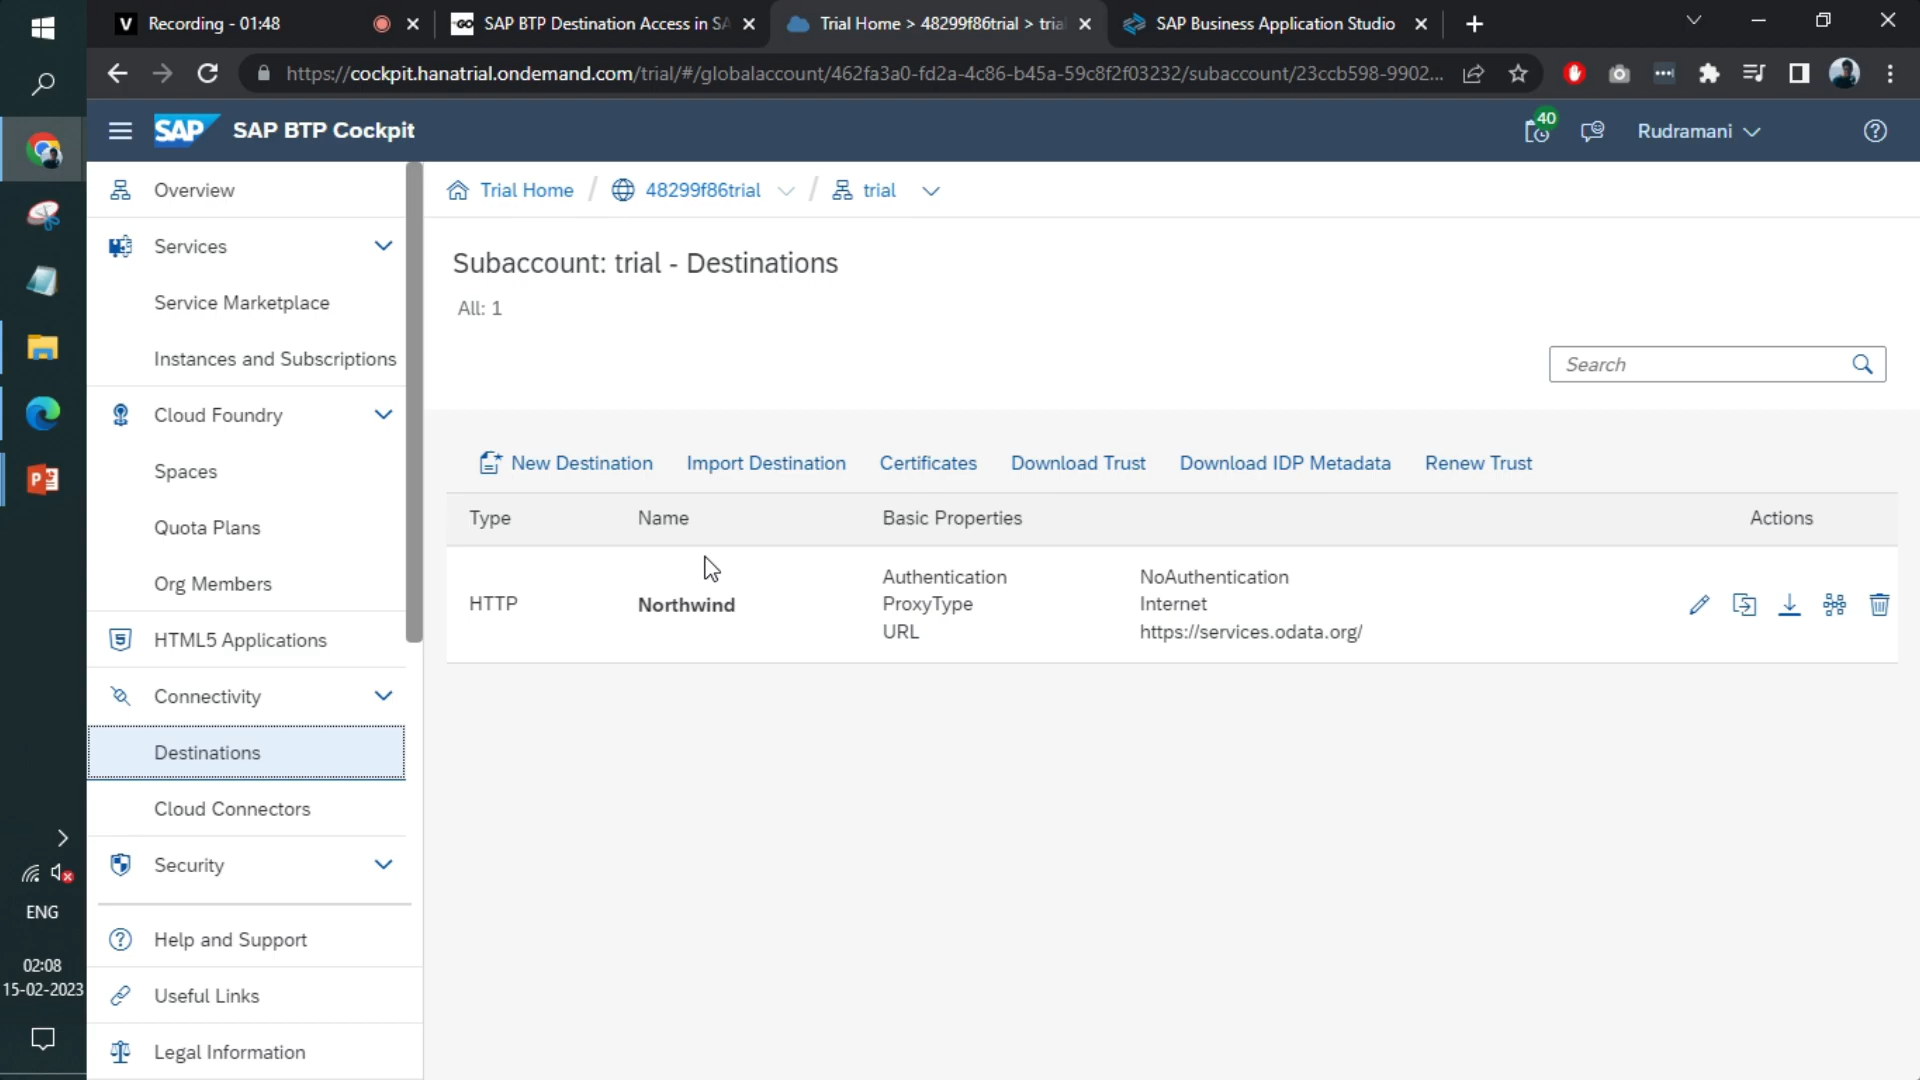 V Recording - 01:48
GO SAP BTP Destination Access in SA
Trial Home > 48299f86trial > trial
SAP Business Application Studio
https://cockpit.hanatrial.ondemand.com/trial/#/globalaccount/462fa3a0-fd2a-4c86-b45a-59c8f2f03232/subaccount/23ccb598-9902...
SAP SAP BTP Cockpit
40
Rudramani
Overview
Services
Service Marketplace
Instances and Subscriptions
Cloud Foundry
Spaces
Quota Plans
Org Members
5 HTML5 Applications
Connectivity
Destinations
Cloud Connectors
Security
Help and Support
Useful Links
Legal Information
Trial Home / 48299f86trial / trial
Subaccount: trial - Destinations
All: 1
Search
New Destination Import Destination Certificates Download Trust Download IDP Metadata Renew Trust
Type Name Basic Properties Actions
HTTP Northwind
Authentication NoAuthentication
ProxyType Internet
URL https://services.odata.org/
P
ENG
02:08
15-02-2023